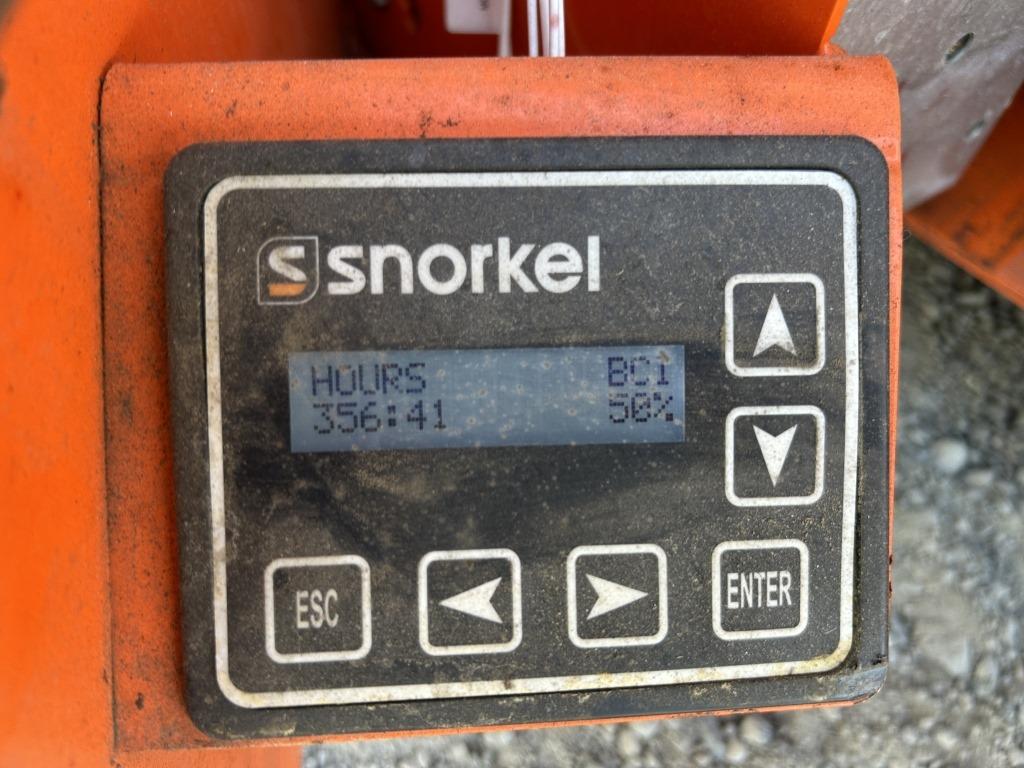 snorkel
HOURS BCi
356:41 50%
ESC
ENTER